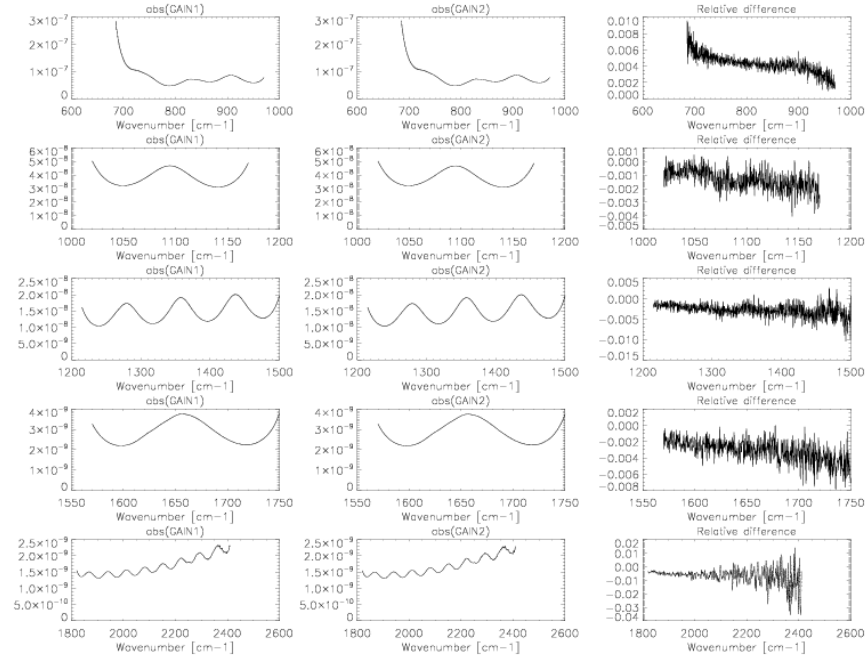 abs(GAIN1) abs(GAIN2) Relative difference
3×10⁻⁷ 3×10⁻⁷ 0.010
2×10⁻⁷ 2×10⁻⁷ 0.008
0.006
1×10⁻⁷ 1×10⁻⁷ 0.004
0.002
0 0 0.000
600 700 800 900 1000 600 700 800 900 1000 600 700 800 900 1000
Wavenumber [cm-1] Wavenumber [cm-1] Wavenumber [cm-1]
abs(GAIN1) abs(GAIN2) Relative difference
6×10⁻⁸ 6×10⁻⁸ 0.001
5×10⁻⁸ 5×10⁻⁸ 0.000
4×10⁻⁸ 4×10⁻⁸ −0.001
3×10⁻⁸ 3×10⁻⁸ −0.002
2×10⁻⁸ 2×10⁻⁸ −0.003
1×10⁻⁸ 1×10⁻⁸ −0.004
0 0 −0.005
1000 1050 1100 1150 1200 1000 1050 1100 1150 1200 1000 1050 1100 1150 1200
Wavenumber [cm-1] Wavenumber [cm-1] Wavenumber [cm-1]
abs(GAIN1) abs(GAIN2) Relative difference
2.5×10⁻⁸ 2.5×10⁻⁸ 0.005
2.0×10⁻⁸ 2.0×10⁻⁸ 0.000
1.5×10⁻⁸ 1.5×10⁻⁸ −0.005
1.0×10⁻⁸ 1.0×10⁻⁸ −0.010
5.0×10⁻⁹ 5.0×10⁻⁹ −0.015
0 0
1200 1300 1400 1500 1200 1300 1400 1500 1200 1300 1400 1500
Wavenumber [cm-1] Wavenumber [cm-1] Wavenumber [cm-1]
abs(GAIN1) abs(GAIN2) Relative difference
4×10⁻⁹ 4×10⁻⁹ 0.002
3×10⁻⁹ 3×10⁻⁹ 0.000
2×10⁻⁹ 2×10⁻⁹ −0.002
−0.004
1×10⁻⁹ 1×10⁻⁹ −0.006
0 0 −0.008
1550 1600 1650 1700 1750 1550 1600 1650 1700 1750 1550 1600 1650 1700 1750
Wavenumber [cm-1] Wavenumber [cm-1] Wavenumber [cm-1]
abs(GAIN1) abs(GAIN2) Relative difference
2.5×10⁻⁹ 2.5×10⁻⁹ 0.02
2.0×10⁻⁹ 2.0×10⁻⁹ 0.01
1.5×10⁻⁹ 1.5×10⁻⁹ −0.00
1.0×10⁻⁹ 1.0×10⁻⁹ −0.01
5.0×10⁻¹⁰ 5.0×10⁻¹⁰ −0.02
−0.03
0 0 −0.04
1800 2000 2200 2400 2600 1800 2000 2200 2400 2600 1800 2000 2200 2400 2600
Wavenumber [cm-1] Wavenumber [cm-1] Wavenumber [cm-1]